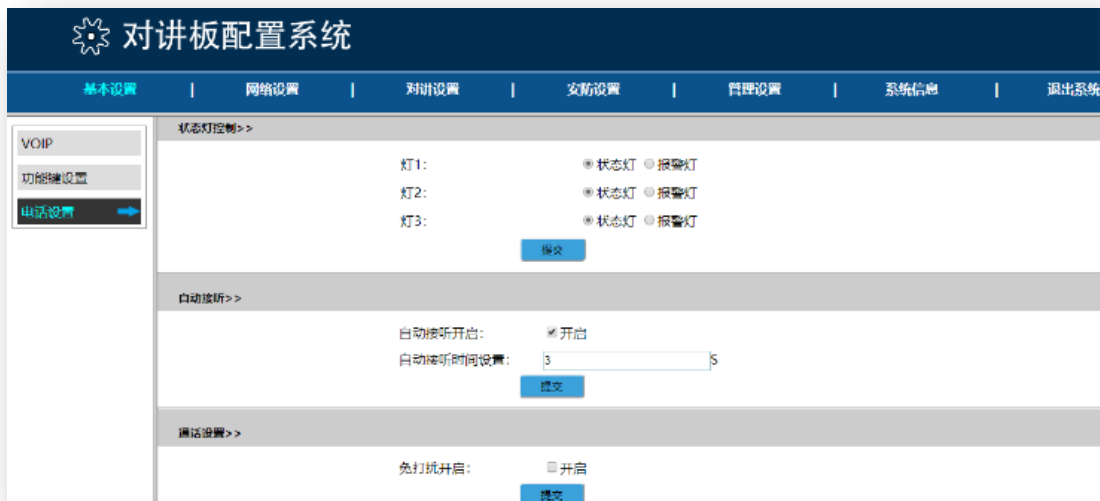 对讲板配置系统
基本设置 | 网络设置 | 对讲设置 | 安防设置 | 管理设置 | 系统信息 | 退出系统
VOIP
功能键设置
电话设置
状态灯控制>>
灯1: 状态灯 报警灯
灯2: 状态灯 报警灯
灯3: 状态灯 报警灯
提交
自动接听>>
自动接听开启: 开启
自动接听时间设置: 3 S
提交
通话设置>>
免打扰开启: 开启
提交